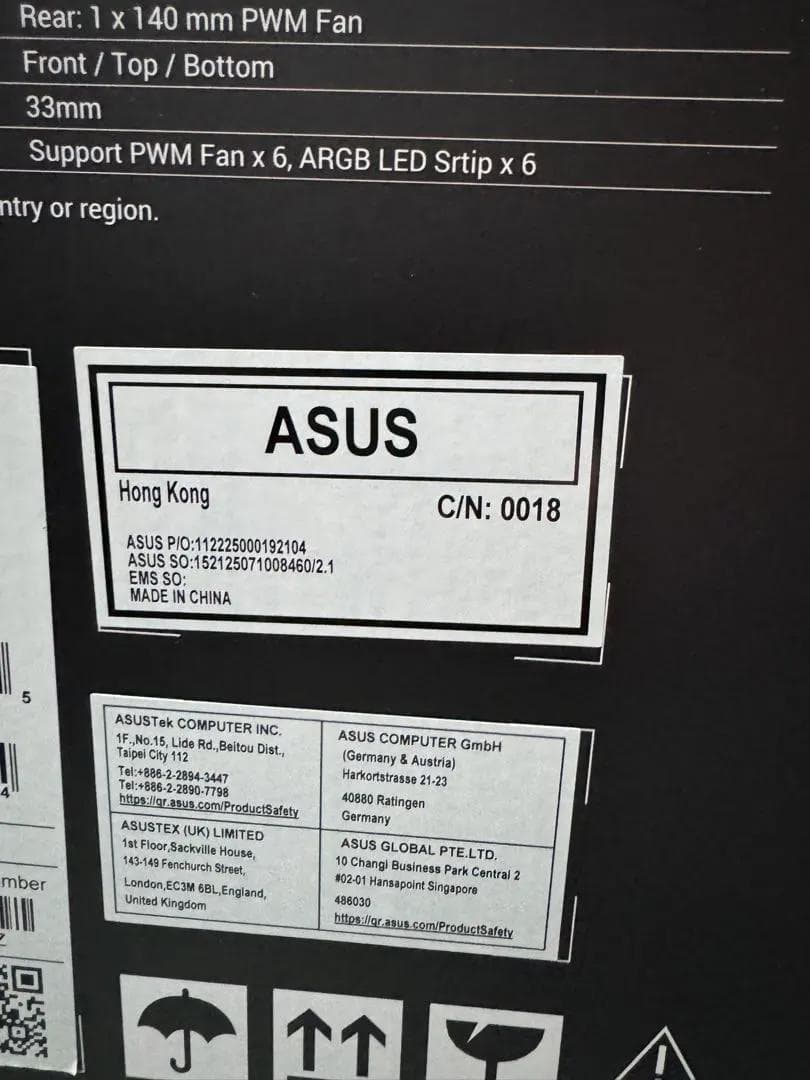 Rear: 1 x 140 mm PWM Fan
Front / Top / Bottom
33mm
Support PWM Fan x 6, ARGB LED Srtip x 6
or region.
ASUS
Hong Kong
C/N: 0018
ASUS P/O:112225000192104
ASUS SO:152125071008460/2.1
EMS SO:
MADE IN CHINA
5
4
ASUSTek COMPUTER INC.
1F.,No.15, Lide Rd.,Beitou Dist.,
Taipei City 112
Tel:+886-2-2894-3447
Tel:+886-2-2890-7798
https://qr.asus.com/ProductSafety
ASUS COMPUTER GmbH
(Germany & Austria)
Harkortstrasse 21-23
40880 Ratingen
Germany
ASUSTEX (UK) LIMITED
1st Floor,Sackville House,
143-149 Fenchurch Street,
London,EC3M 6BL,England,
United Kingdom
ASUS GLOBAL PTE.LTD.
10 Changi Business Park Central 2
#02-01 Hansapoint Singapore
486030
https://qr.asus.com/ProductSafety